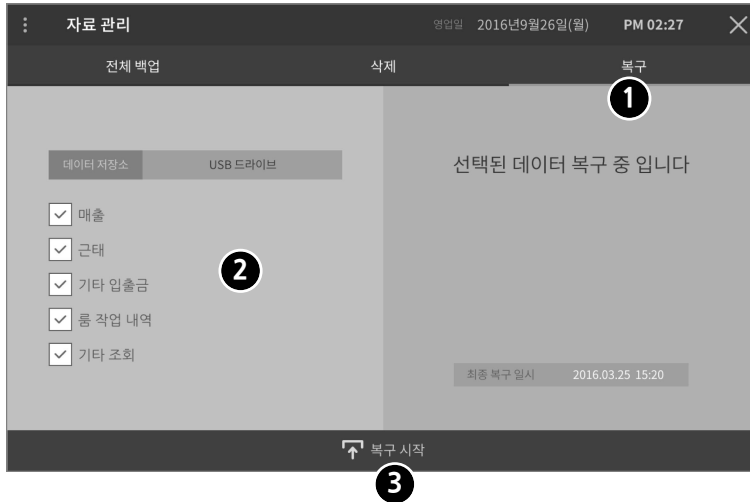 자료 관리
영업일 2016년9월26일(월) PM 02:27
전체 백업 삭제 복구
1
데이터 저장소 USB 드라이브
선택된 데이터 복구 중 입니다
매출
근태
2
기타 입출금
룸 작업 내역
기타 조회
최종 복구 일시 2016.03.25 15:20
복구 시작
3